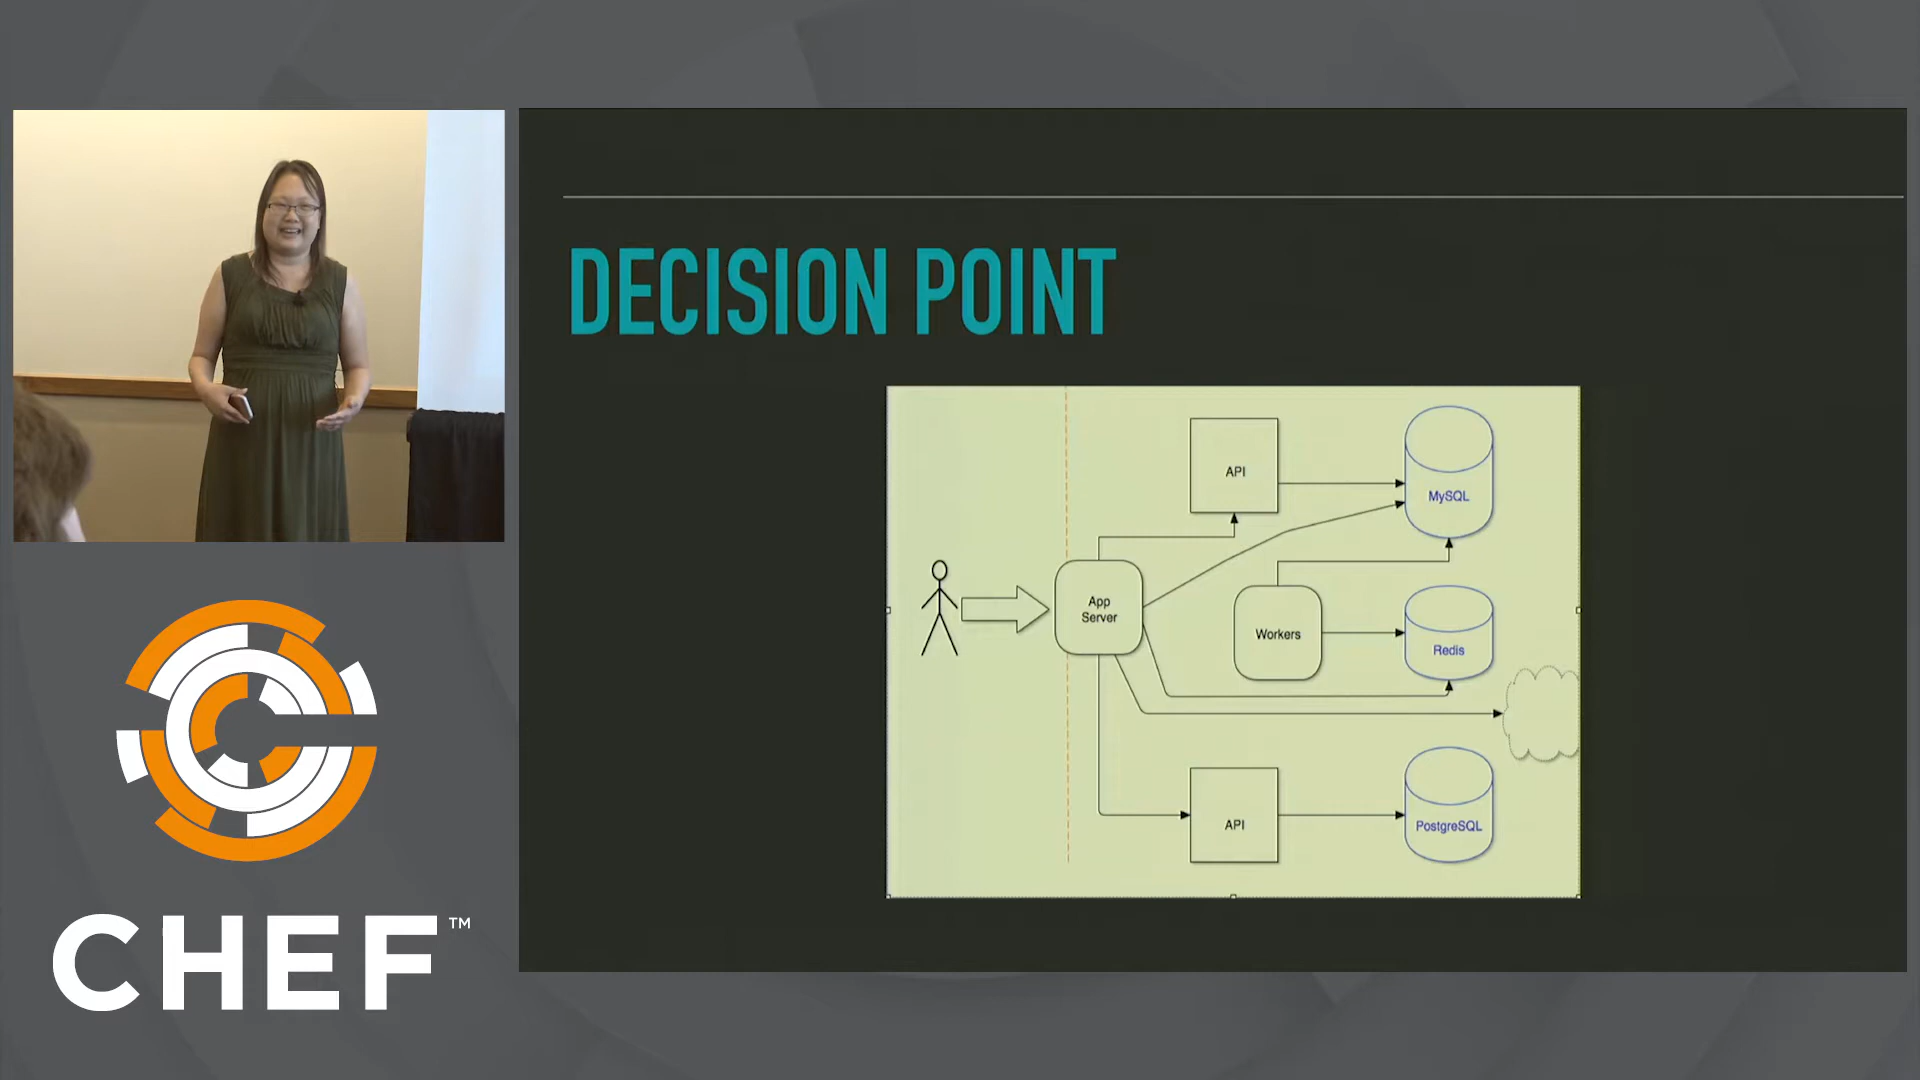 DECISION POINT
API
MySQL
App
Server
Workers
Redis
API
PostgreSQL
CHEF™